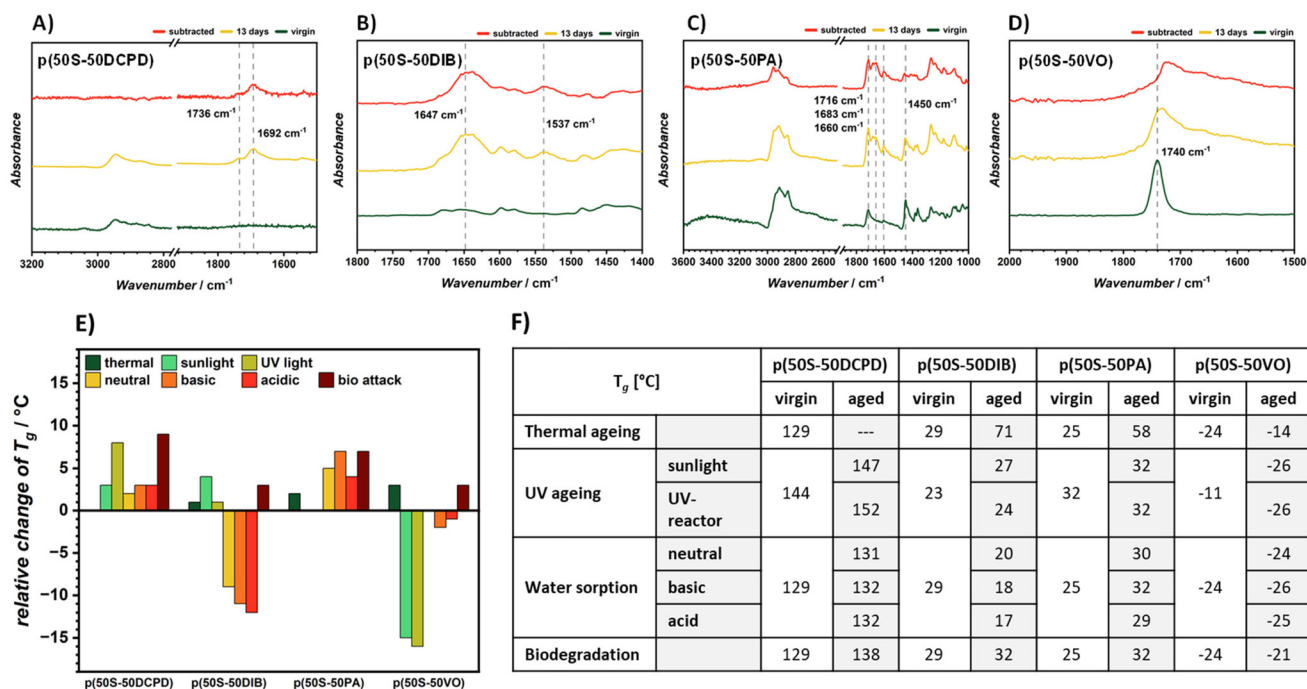 A)
subtracted 13 days virgin
p(50S-50DCPD)
1736 cm⁻¹
1692 cm⁻¹
Absorbance
3200 3000 2800 1700 1600
Wavenumber / cm⁻¹
B)
subtracted 13 days virgin
p(50S-50DIB)
1647 cm⁻¹
1537 cm⁻¹
Absorbance
1800 1750 1700 1650 1600 1550 1500 1450 1400
Wavenumber / cm⁻¹
C)
subtracted 13 days virgin
p(50S-50PA)
1716 cm⁻¹
1683 cm⁻¹
1660 cm⁻¹
1450 cm⁻¹
Absorbance
3600 3400 3200 3000 2800 2600 2400 1800 1600 1400 1200 1000
Wavenumber / cm⁻¹
D)
subtracted 13 days virgin
p(50S-50VO)
1740 cm⁻¹
Absorbance
2000 1900 1800 1700 1600 1500
Wavenumber / cm⁻¹
E)
thermal sunlight UV light
neutral basic acidic bio attack
relative change of Tg / °C
15
10
5
0
−5
−10
−15
p(50S-50DCPD) p(50S-50DIB) p(50S-50PA) p(50S-50VO)
F)
Tg [°C] p(50S-50DCPD) p(50S-50DIB) p(50S-50PA) p(50S-50VO)
virgin aged virgin aged virgin aged virgin aged
Thermal ageing 129 --- 29 71 25 58 -24 -14
UV ageing sunlight 144 147 23 27 32 32 -11 -26
UV-
reactor 152 24 32 -26
Water sorption neutral 129 131 29 20 25 30 -24 -24
basic 132 18 32 -26
acid 132 17 29 -25
Biodegradation 129 138 29 32 25 32 -24 -21